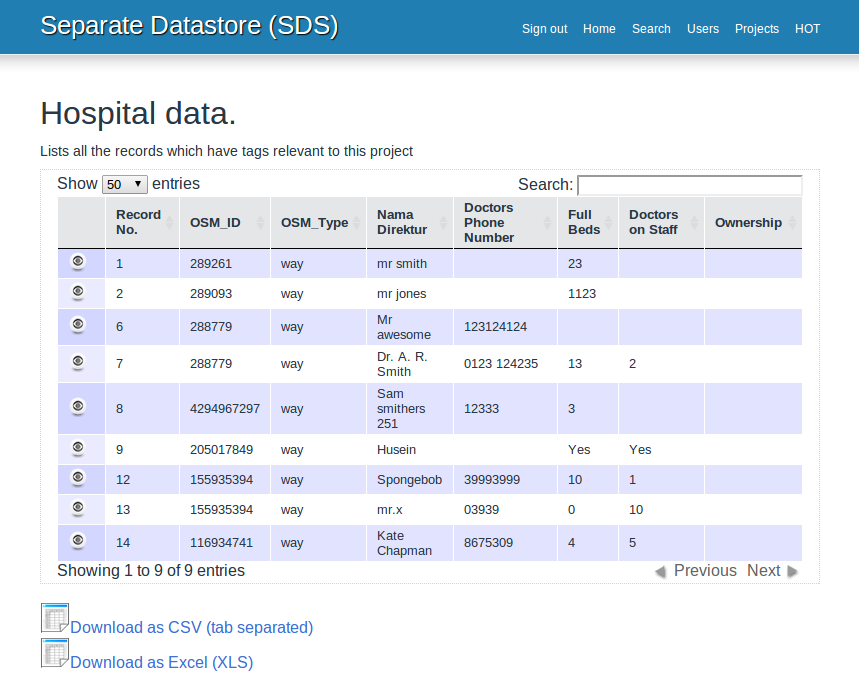 Separate Datastore (SDS)
Sign out Home Search Users Projects HOT
Hospital data.
Lists all the records which have tags relevant to this project
Show 50 entries Search:
Record No. OSM_ID OSM_Type Nama Direktur Doctors Phone Number Full Beds Doctors on Staff Ownership
1 289261 way mr smith 23
2 289093 way mr jones 1123
6 288779 way Mr awesome 123124124
7 288779 way Dr. A. R. Smith 0123 124235 13 2
8 4294967297 way Sam smithers 251 12333 3
9 205017849 way Husein Yes Yes
12 155935394 way Spongebob 39993999 10 1
13 155935394 way mr.x 03939 0 10
14 116934741 way Kate Chapman 8675309 4 5
Showing 1 to 9 of 9 entries Previous Next
Download as CSV (tab separated)
Download as Excel (XLS)